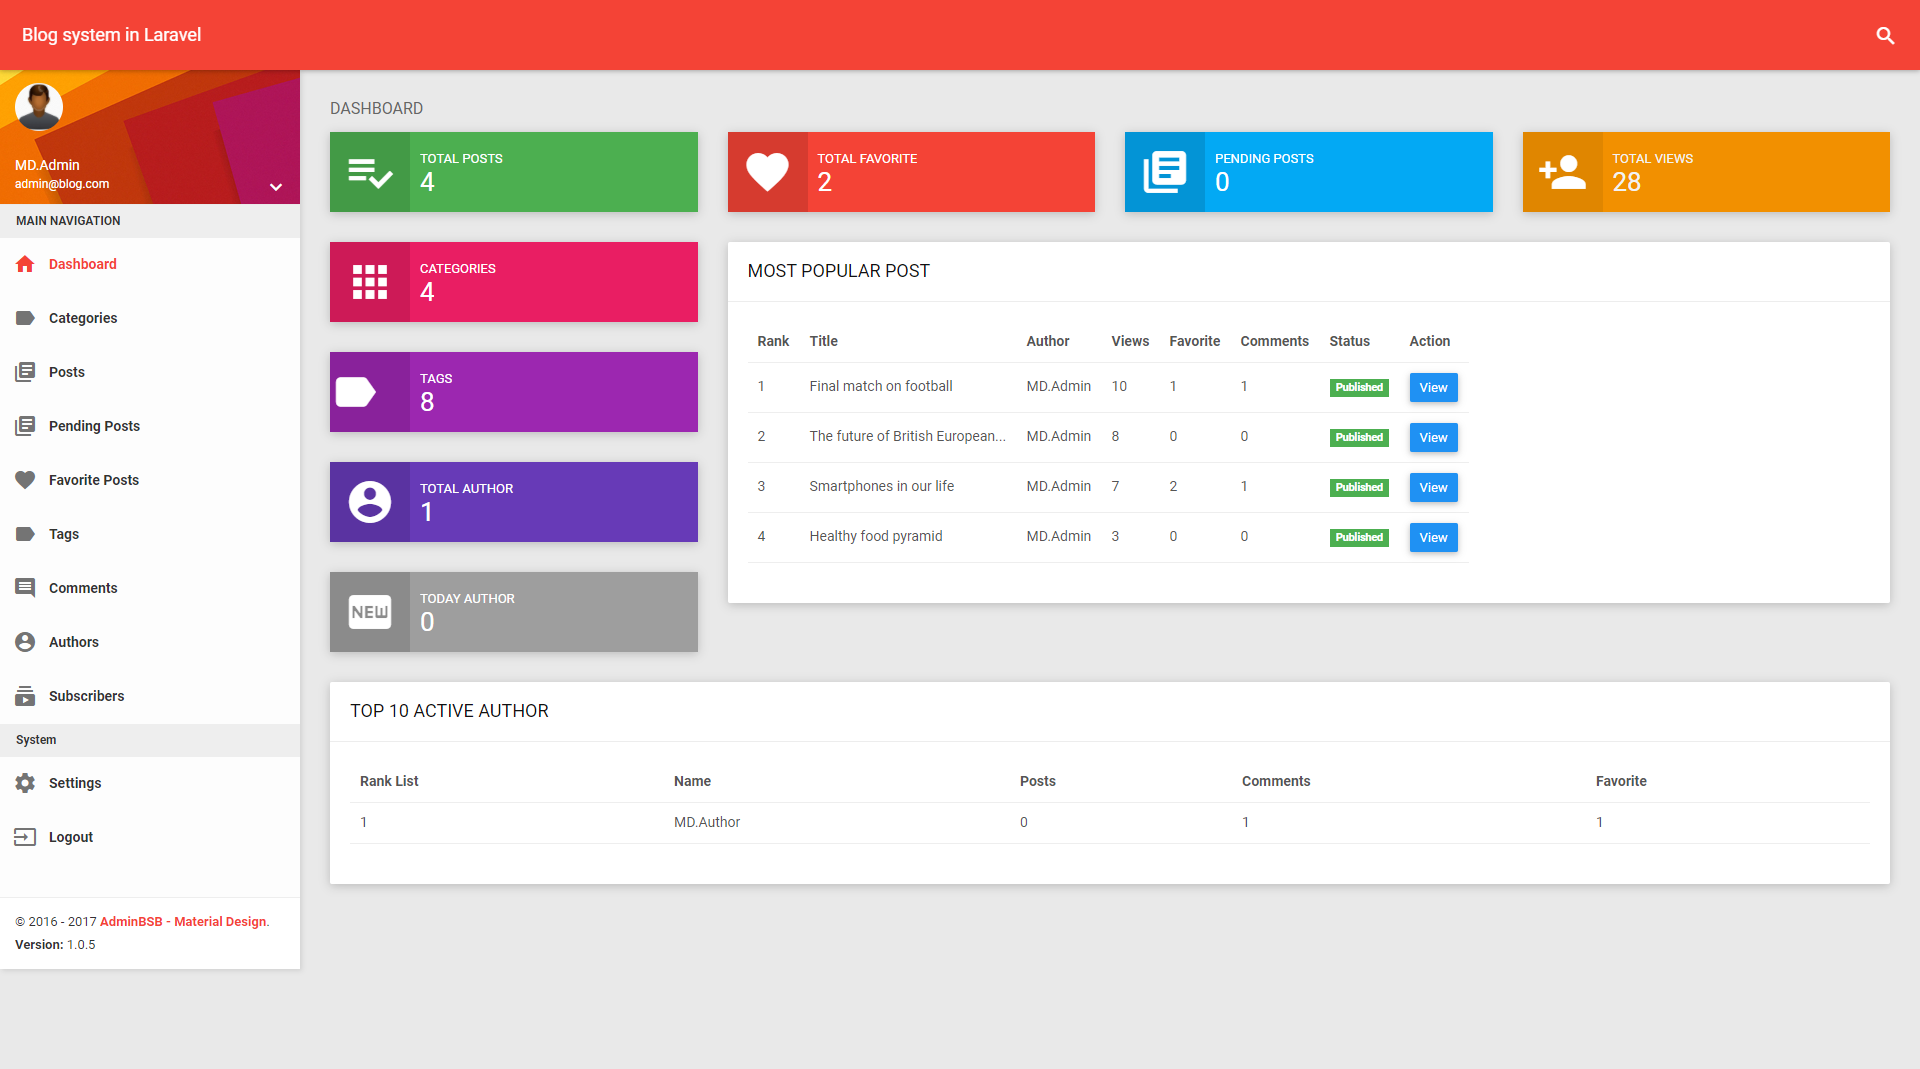 Blog system in Laravel
MD.Admin
admin@blog.com
MAIN NAVIGATION
Dashboard
Categories
Posts
Pending Posts
Favorite Posts
Tags
Comments
Authors
Subscribers
System
Settings
Logout
© 2016 - 2017 AdminBSB - Material Design.
Version: 1.0.5
DASHBOARD
TOTAL POSTS
4
TOTAL FAVORITE
2
PENDING POSTS
0
TOTAL VIEWS
28
CATEGORIES
4
TAGS
8
TOTAL AUTHOR
1
NEW
TODAY AUTHOR
0
MOST POPULAR POST
Rank Title Author Views Favorite Comments Status Action
1 Final match on football MD.Admin 10 1 1 Published View
2 The future of British European... MD.Admin 8 0 0 Published View
3 Smartphones in our life MD.Admin 7 2 1 Published View
4 Healthy food pyramid MD.Admin 3 0 0 Published View
TOP 10 ACTIVE AUTHOR
Rank List Name Posts Comments Favorite
1 MD.Author 0 1 1